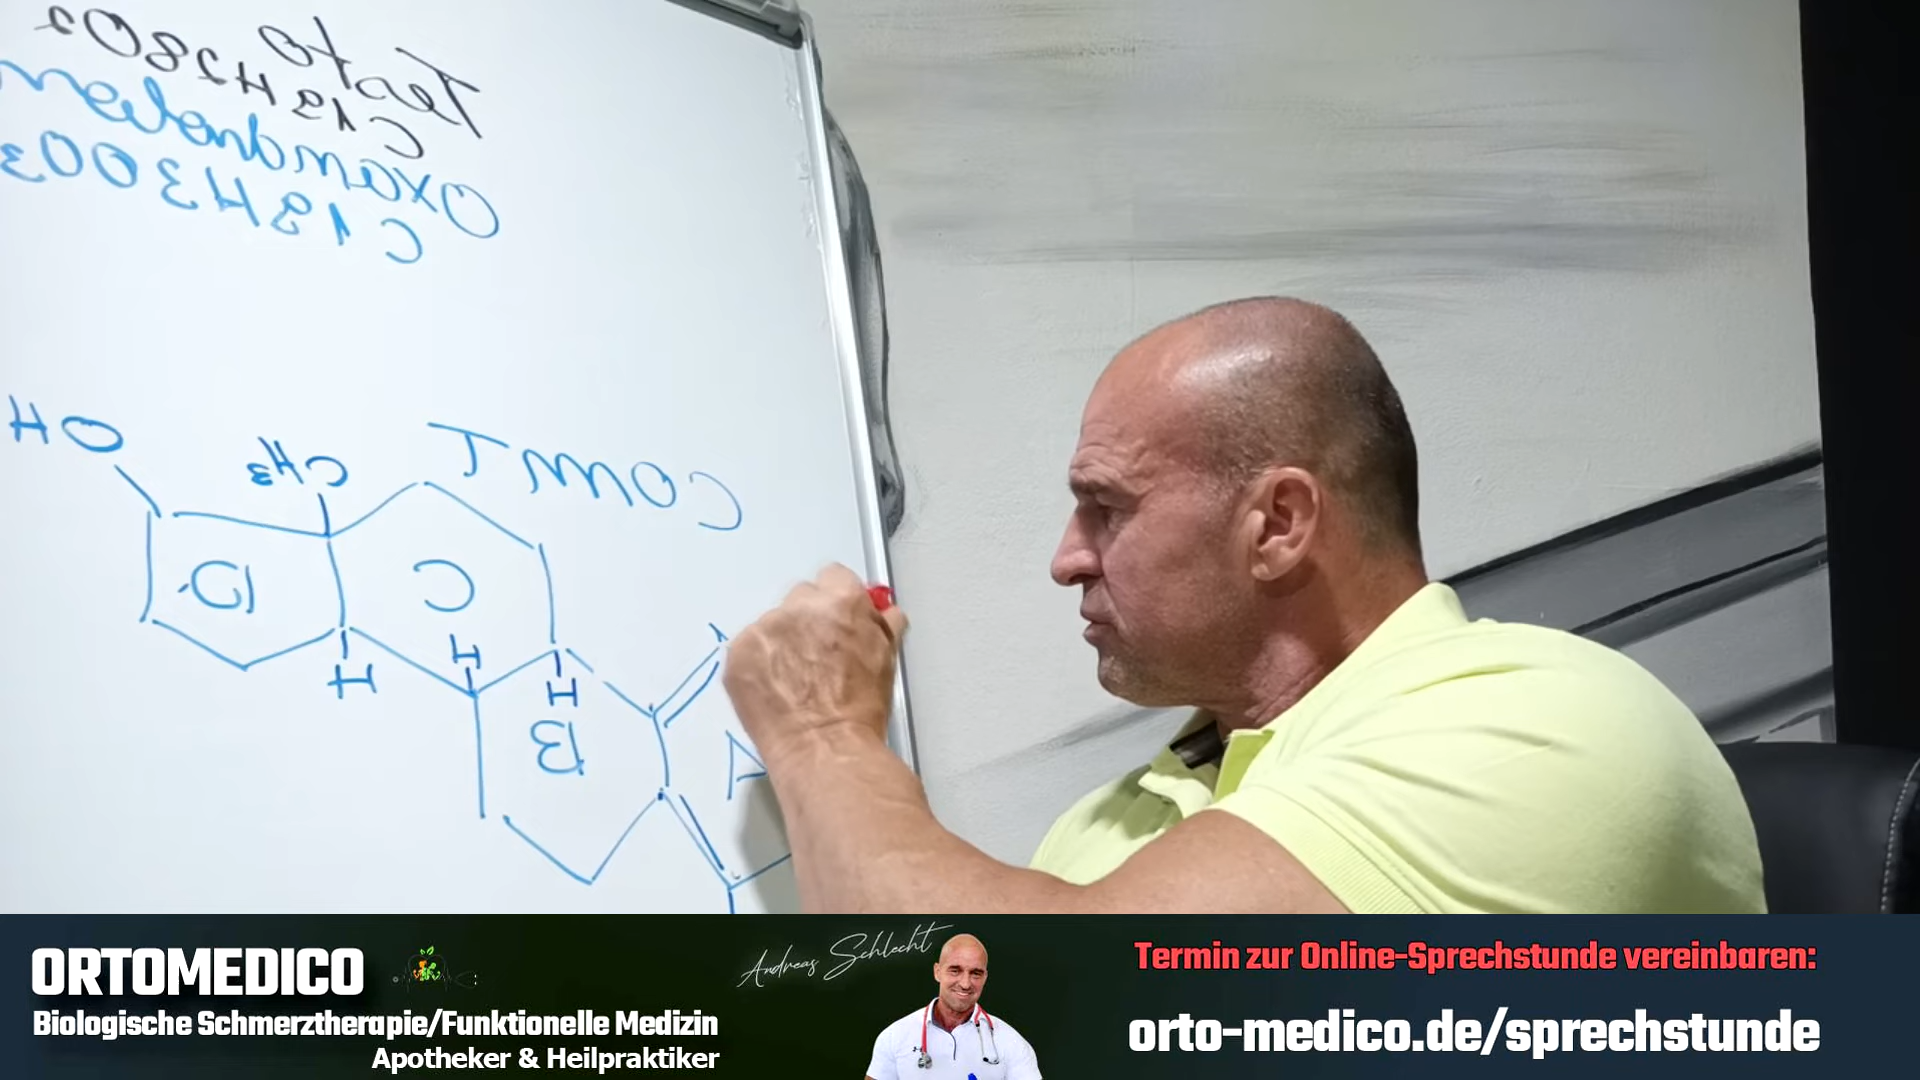 Testo
C19H28O2
Oxandrolon
C19H30O3
COMT
OH
CH3
D
C
H
H
H
B
A
ORTOMEDICO
Biologische Schmerztherapie/Funktionelle Medizin
Apotheker & Heilpraktiker
Andreas Schlecht
Termin zur Online-Sprechstunde vereinbaren:
orto-medico.de/sprechstunde